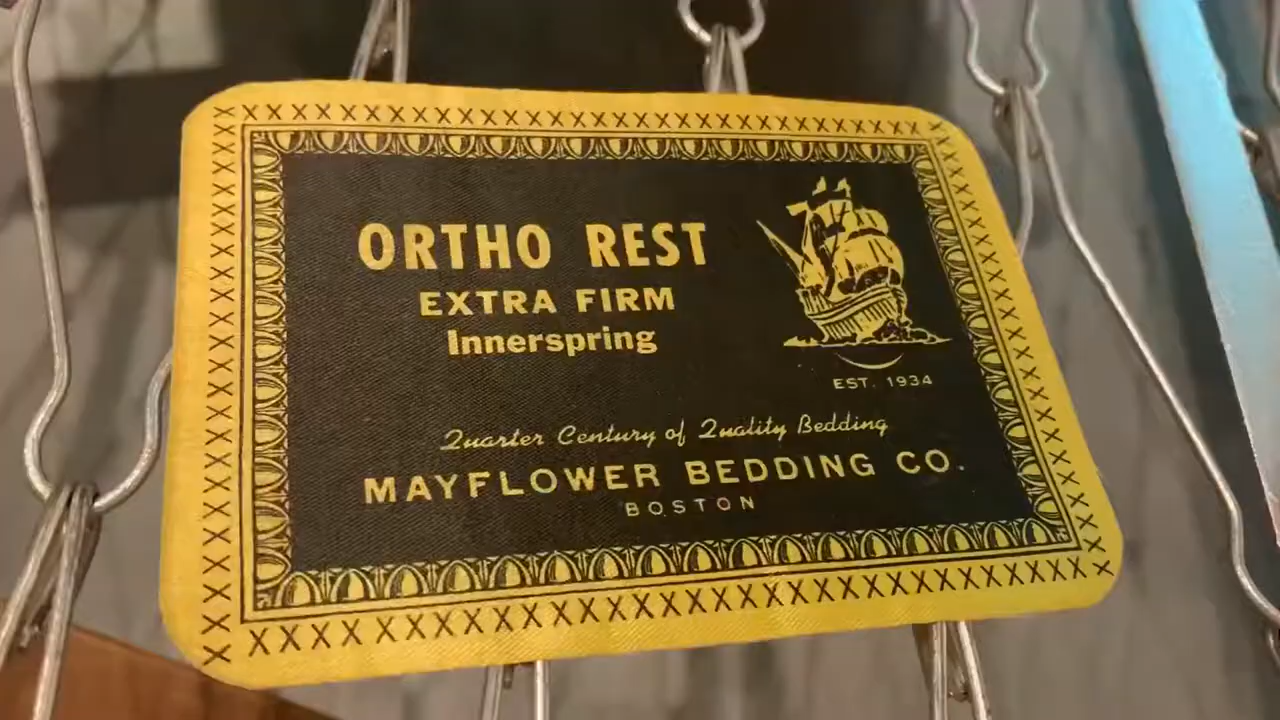 ORTHO REST
EXTRA FIRM
Innerspring
EST. 1934
Quarter Century of Quality Bedding
MAYFLOWER BEDDING CO.
BOSTON